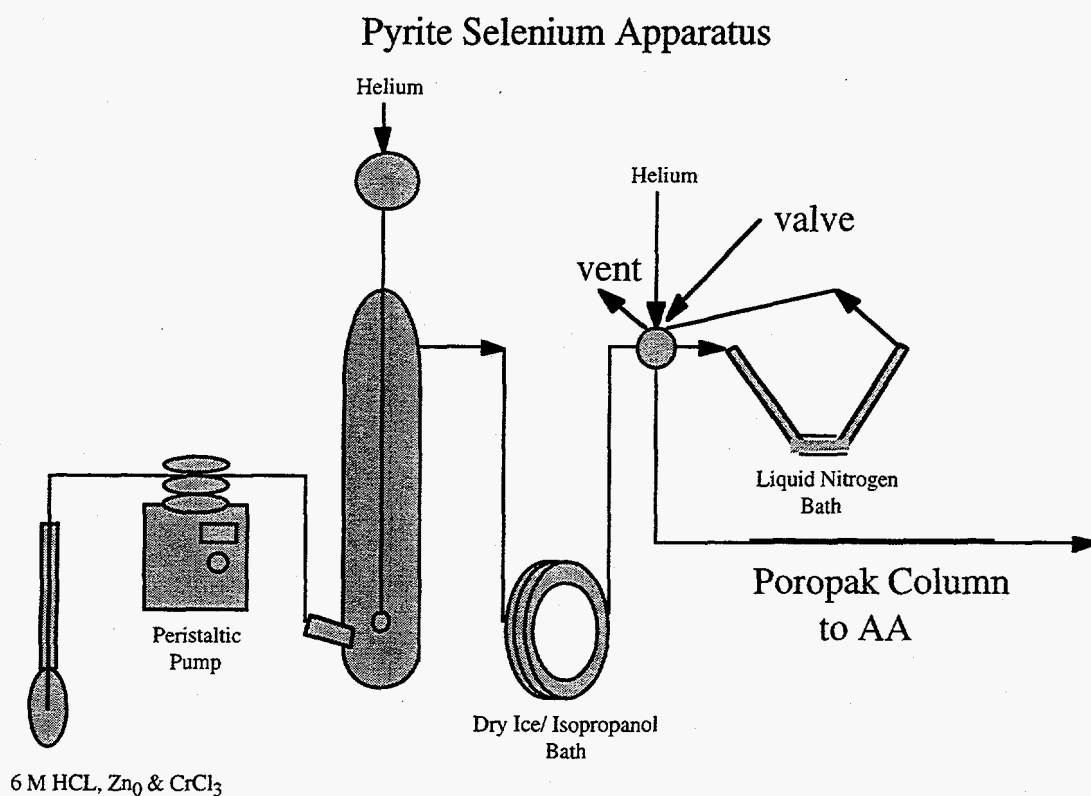 Pyrite Selenium Apparatus
Helium
Helium
valve
vent
Liquid Nitrogen
Bath
Peristaltic
Pump
Poropak Column
to AA
Dry Ice/ Isopropanol
Bath
6 M HCL, Zn₀ & CrCl₃